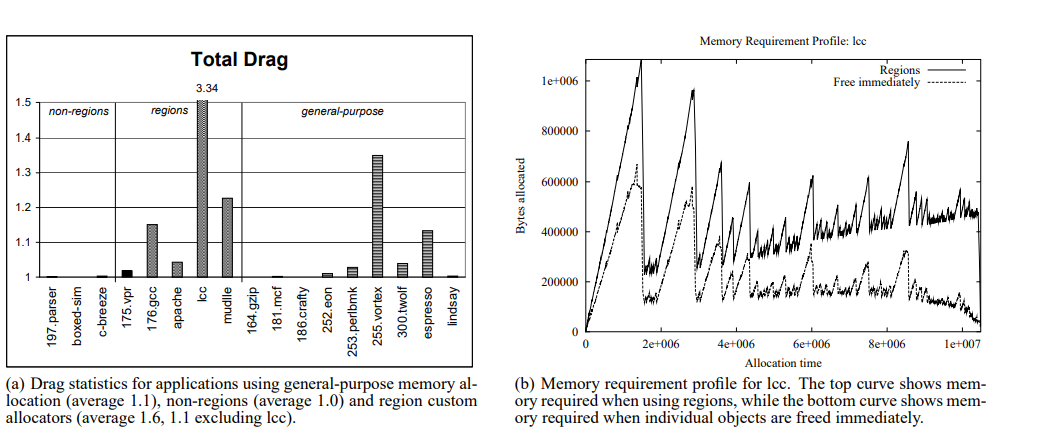 Total Drag
3.34
1.5
1.4
1.3
1.2
1.1
1
non-regions
regions
general-purpose
197.parser
boxed-sim
c-breeze
175.vpr
176.gcc
apache
lcc
mudlle
164.gzip
181.mcf
186.crafty
252.eon
253.perlbmk
255.vortex
300.twolf
espresso
lindsay
(a) Drag statistics for applications using general-purpose memory al-
location (average 1.1), non-regions (average 1.0) and region custom
allocators (average 1.6, 1.1 excluding lcc).
Memory Requirement Profile: lcc
Regions
Free immediately
1e+006
800000
600000
400000
200000
0
Bytes allocated
0
2e+006
4e+006
6e+006
8e+006
1e+007
Allocation time
(b) Memory requirement profile for lcc. The top curve shows mem-
ory required when using regions, while the bottom curve shows mem-
ory required when individual objects are freed immediately.